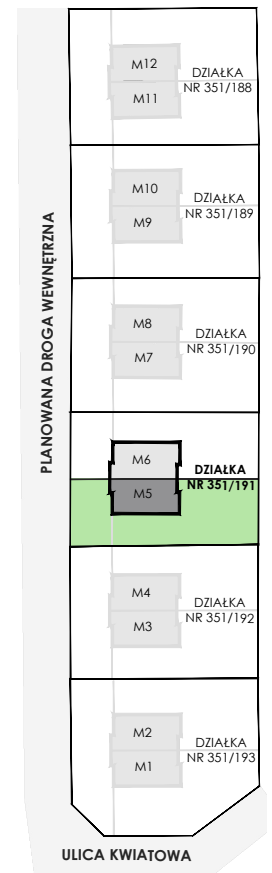 M12
M11
DZIAŁKA
NR 351/188
M10
M9
DZIAŁKA
NR 351/189
PLANOWANA DROGA WEWNĘTRZNA
M8
M7
DZIAŁKA
NR 351/190
M6
M5
DZIAŁKA
NR 351/191
M4
M3
DZIAŁKA
NR 351/192
M2
M1
DZIAŁKA
NR 351/193
ULICA KWIATOWA